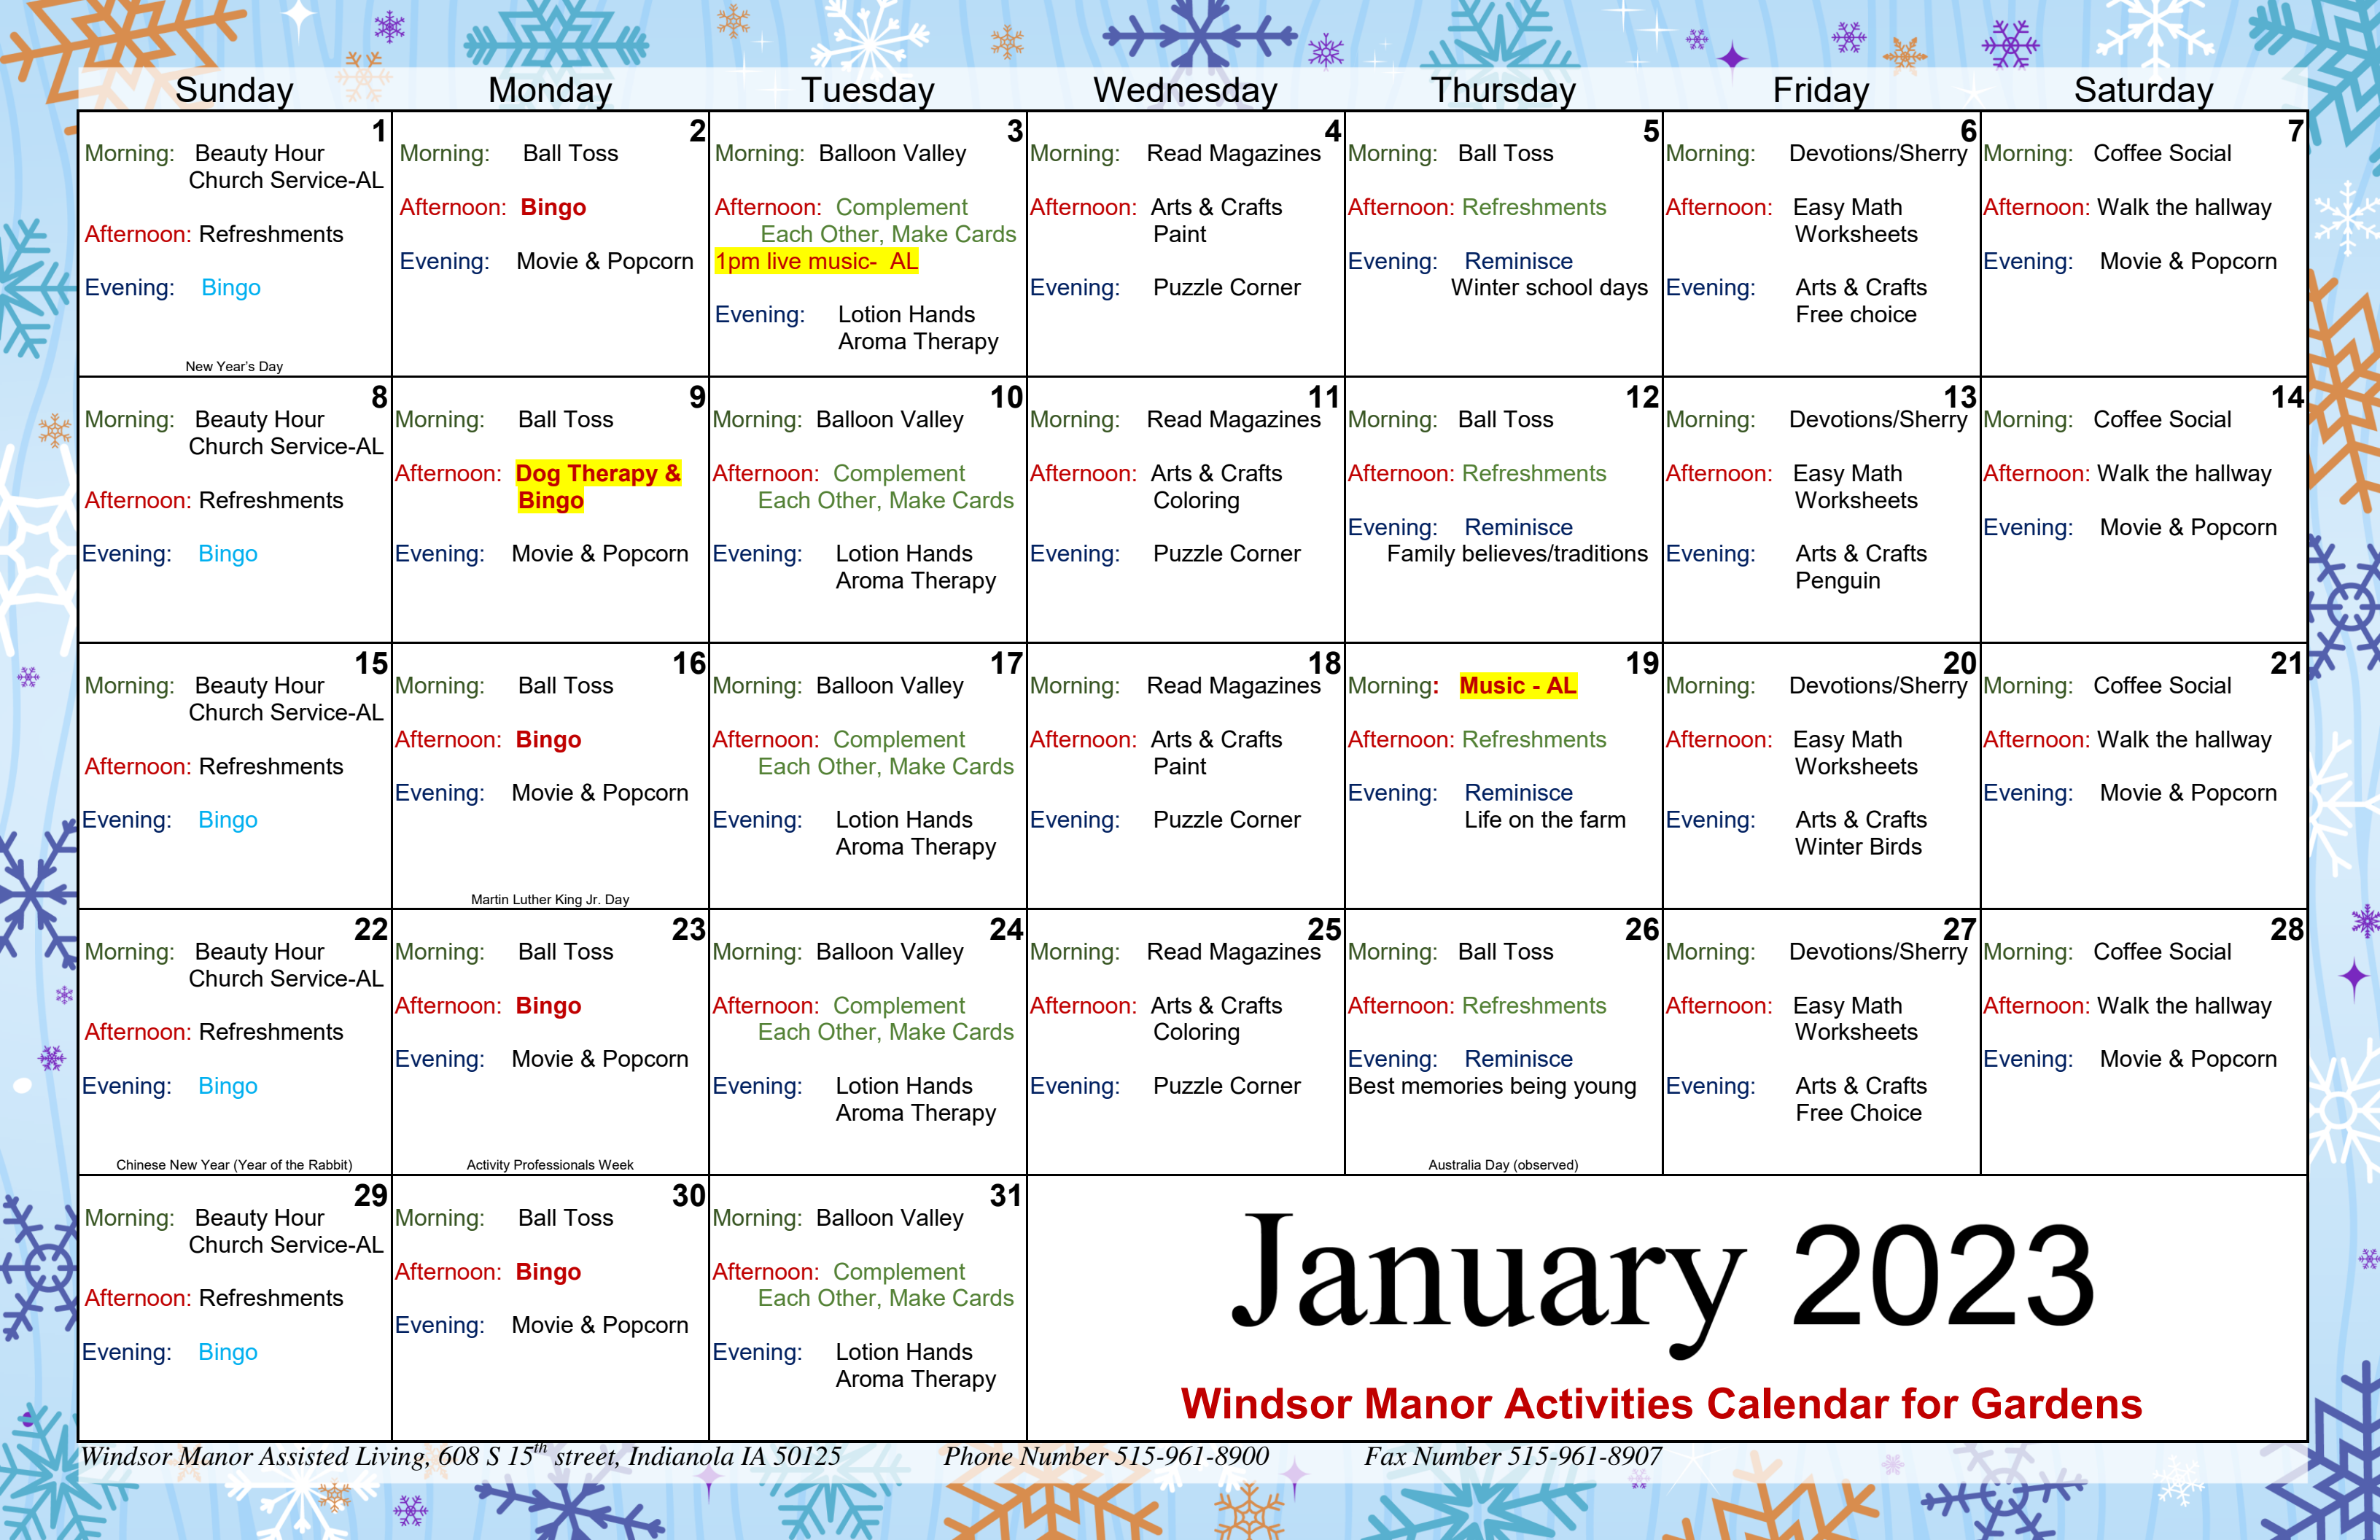 Sunday Monday Tuesday Wednesday Thursday Friday Saturday
1
Morning: Beauty Hour
Church Service-AL
Afternoon: Refreshments
Evening: Bingo
New Year's Day
2
Morning: Ball Toss
Afternoon: Bingo
Evening: Movie & Popcorn
3
Morning: Balloon Valley
Afternoon: Complement
Each Other, Make Cards
1pm live music- AL
Evening: Lotion Hands
Aroma Therapy
4
Morning: Read Magazines
Afternoon: Arts & Crafts
Paint
Evening: Puzzle Corner
5
Morning: Ball Toss
Afternoon: Refreshments
Evening: Reminisce
Winter school days
6
Morning: Devotions/Sherry
Afternoon: Easy Math
Worksheets
Evening: Arts & Crafts
Free choice
7
Morning: Coffee Social
Afternoon: Walk the hallway
Evening: Movie & Popcorn
8
Morning: Beauty Hour
Church Service-AL
Afternoon: Refreshments
Evening: Bingo
9
Morning: Ball Toss
Afternoon: Dog Therapy &
Bingo
Evening: Movie & Popcorn
10
Morning: Balloon Valley
Afternoon: Complement
Each Other, Make Cards
Evening: Lotion Hands
Aroma Therapy
11
Morning: Read Magazines
Afternoon: Arts & Crafts
Coloring
Evening: Puzzle Corner
12
Morning: Ball Toss
Afternoon: Refreshments
Evening: Reminisce
Family believes/traditions
13
Morning: Devotions/Sherry
Afternoon: Easy Math
Worksheets
Evening: Arts & Crafts
Penguin
14
Morning: Coffee Social
Afternoon: Walk the hallway
Evening: Movie & Popcorn
15
Morning: Beauty Hour
Church Service-AL
Afternoon: Refreshments
Evening: Bingo
16
Morning: Ball Toss
Afternoon: Bingo
Evening: Movie & Popcorn
Martin Luther King Jr. Day
17
Morning: Balloon Valley
Afternoon: Complement
Each Other, Make Cards
Evening: Lotion Hands
Aroma Therapy
18
Morning: Read Magazines
Afternoon: Arts & Crafts
Paint
Evening: Puzzle Corner
19
Morning: Music - AL
Afternoon: Refreshments
Evening: Reminisce
Life on the farm
20
Morning: Devotions/Sherry
Afternoon: Easy Math
Worksheets
Evening: Arts & Crafts
Winter Birds
21
Morning: Coffee Social
Afternoon: Walk the hallway
Evening: Movie & Popcorn
22
Morning: Beauty Hour
Church Service-AL
Afternoon: Refreshments
Evening: Bingo
Chinese New Year (Year of the Rabbit)
23
Morning: Ball Toss
Afternoon: Bingo
Evening: Movie & Popcorn
Activity Professionals Week
24
Morning: Balloon Valley
Afternoon: Complement
Each Other, Make Cards
Evening: Lotion Hands
Aroma Therapy
25
Morning: Read Magazines
Afternoon: Arts & Crafts
Coloring
Evening: Puzzle Corner
26
Morning: Ball Toss
Afternoon: Refreshments
Evening: Reminisce
Best memories being young
Australia Day (observed)
27
Morning: Devotions/Sherry
Afternoon: Easy Math
Worksheets
Evening: Arts & Crafts
Free Choice
28
Morning: Coffee Social
Afternoon: Walk the hallway
Evening: Movie & Popcorn
29
Morning: Beauty Hour
Church Service-AL
Afternoon: Refreshments
Evening: Bingo
30
Morning: Ball Toss
Afternoon: Bingo
Evening: Movie & Popcorn
31
Morning: Balloon Valley
Afternoon: Complement
Each Other, Make Cards
Evening: Lotion Hands
Aroma Therapy
January 2023
Windsor Manor Activities Calendar for Gardens
Windsor Manor Assisted Living, 608 S 15th street, Indianola IA 50125 Phone Number 515-961-8900 Fax Number 515-961-8907